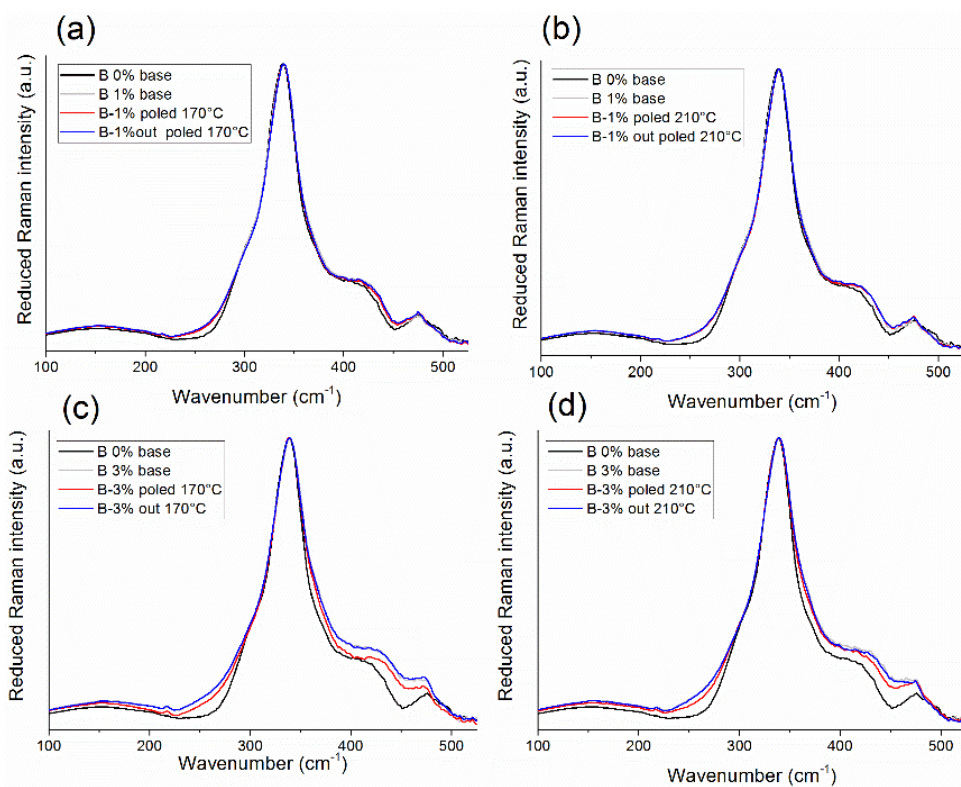 (a)
B 0% base
B 1% base
B-1% poled 170°C
B-1%out poled 170°C
Reduced Raman intensity (a.u.)
100 200 300 400 500
Wavenumber (cm-1)
(b)
B 0% base
B 1% base
B-1% poled 210°C
B-1% out poled 210°C
Reduced Raman intensity (a.u.)
100 200 300 400 500
Wavenumber (cm-1)
(c)
B 0% base
B 3% base
B-3% poled 170°C
B-3% out 170°C
Reduced Raman intensity (a.u.)
100 200 300 400 500
Wavenumber (cm-1)
(d)
B 0% base
B 3% base
B-3% poled 210°C
B-3% out 210°C
Reduced Raman intensity (a.u.)
100 200 300 400 500
Wavenumber (cm-1)